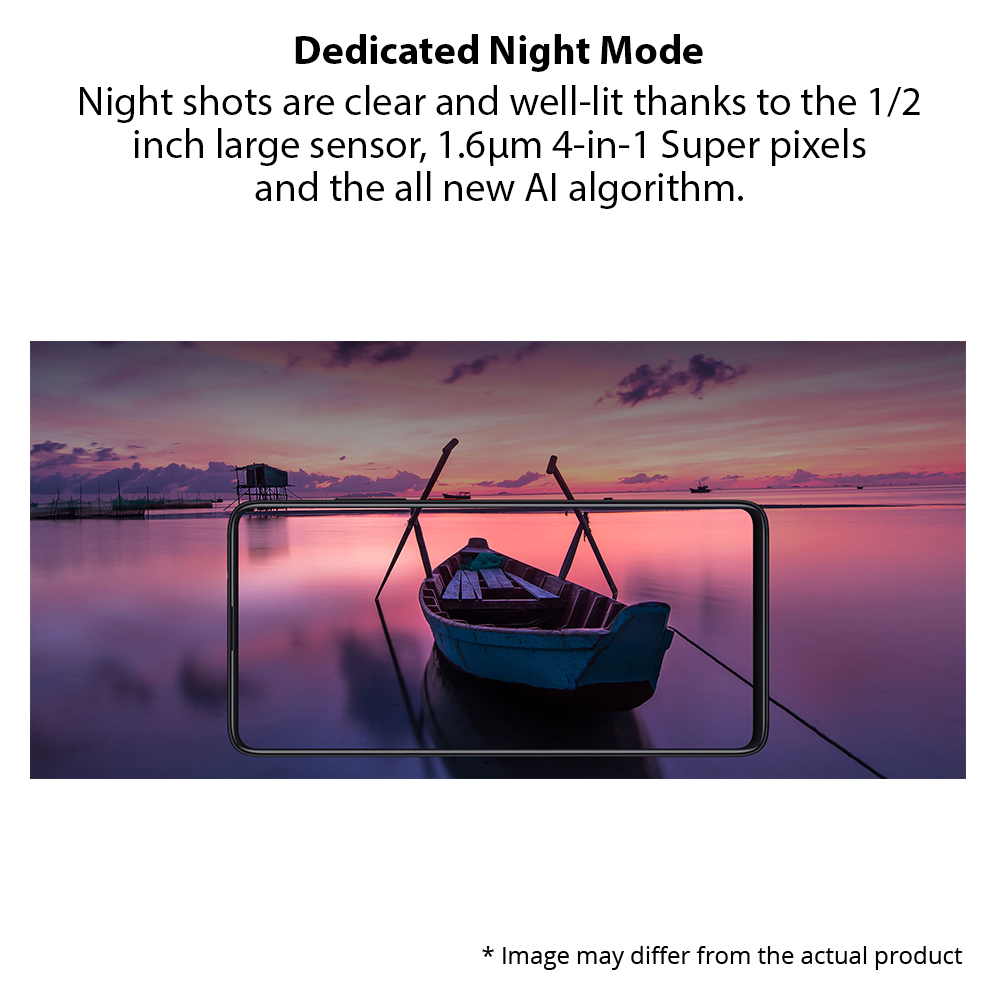 Dedicated Night Mode
Night shots are clear and well-lit thanks to the 1/2
inch large sensor, 1.6μm 4-in-1 Super pixels
and the all new AI algorithm.
* Image may differ from the actual product